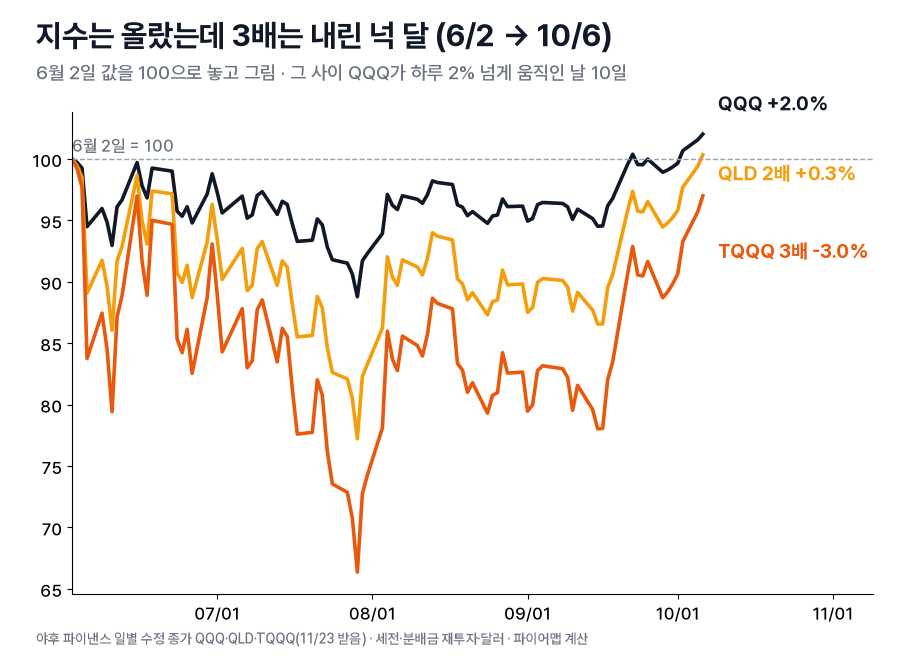 지수는 올랐는데 3배는 내린 넉 달 (6/2 → 10/6)
6월 2일 값을 100으로 놓고 그림 · 그 사이 QQQ가 하루 2% 넘게 움직인 날 10일
QQQ +2.0%
6월 2일 = 100
QLD 2배 +0.3%
TQQQ 3배 -3.0%
100
95
90
85
80
75
70
65
07/01
08/01
09/01
10/01
11/01
야후 파이낸스 일별 수정 종가 QQQ·QLD·TQQQ(11/23 받음) · 세전·분배금 재투자·달러 · 파이어맵 계산